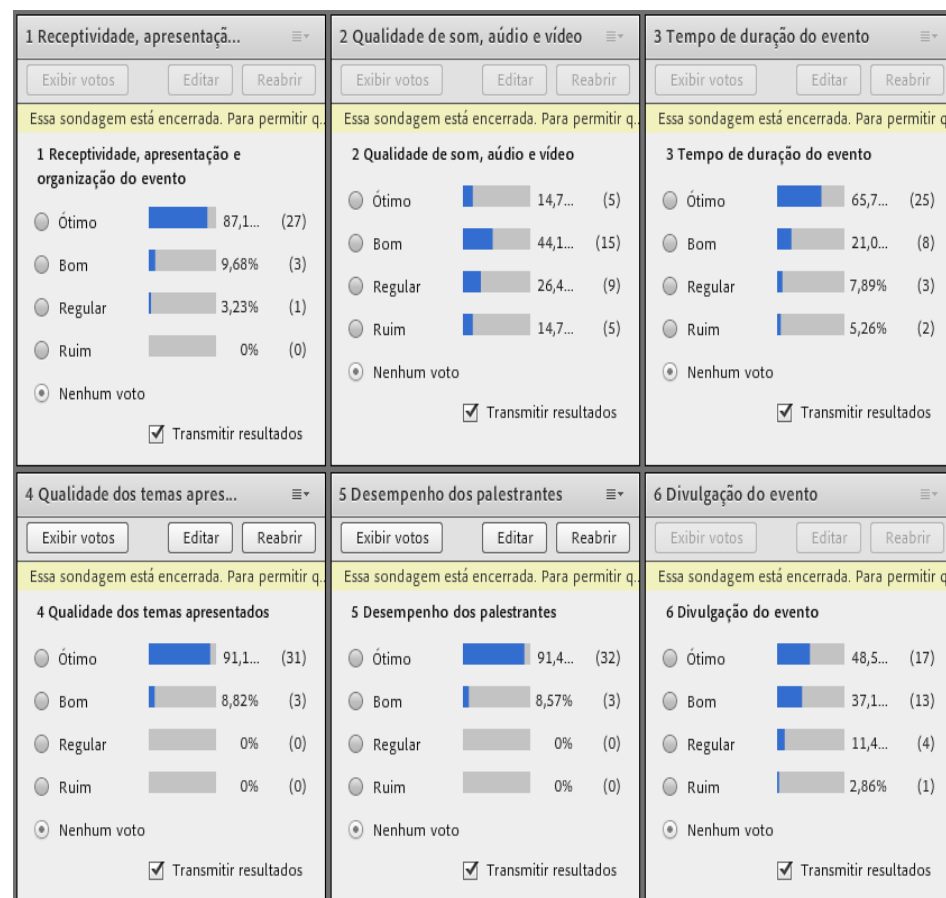 1 Receptividade, apresentaçã...
Exibir votos Editar Reabrir
Essa sondagem está encerrada. Para permitir q..
1 Receptividade, apresentação e
organização do evento
Ótimo 87,1... (27)
Bom 9,68% (3)
Regular 3,23% (1)
Ruim 0% (0)
Nenhum voto
Transmitir resultados
2 Qualidade de som, aúdio e vídeo
Exibir votos Editar Reabrir
Essa sondagem está encerrada. Para permitir q..
2 Qualidade de som, aúdio e vídeo
Ótimo 14,7... (5)
Bom 44,1... (15)
Regular 26,4... (9)
Ruim 14,7... (5)
Nenhum voto
Transmitir resultados
3 Tempo de duração do evento
Exibir votos Editar Reabrir
Essa sondagem está encerrada. Para permitir q
3 Tempo de duração do evento
Ótimo 65,7... (25)
Bom 21,0... (8)
Regular 7,89% (3)
Ruim 5,26% (2)
Nenhum voto
Transmitir resultados
4 Qualidade dos temas apres...
Exibir votos Editar Reabrir
Essa sondagem está encerrada. Para permitir q..
4 Qualidade dos temas apresentados
Ótimo 91,1... (31)
Bom 8,82% (3)
Regular 0% (0)
Ruim 0% (0)
Nenhum voto
Transmitir resultados
5 Desempenho dos palestrantes
Exibir votos Editar Reabrir
Essa sondagem está encerrada. Para permitir q..
5 Desempenho dos palestrantes
Ótimo 91,4... (32)
Bom 8,57% (3)
Regular 0% (0)
Ruim 0% (0)
Nenhum voto
Transmitir resultados
6 Divulgação do evento
Exibir votos Editar Reabrir
Essa sondagem está encerrada. Para permitir q
6 Divulgação do evento
Ótimo 48,5... (17)
Bom 37,1... (13)
Regular 11,4... (4)
Ruim 2,86% (1)
Nenhum voto
Transmitir resultados